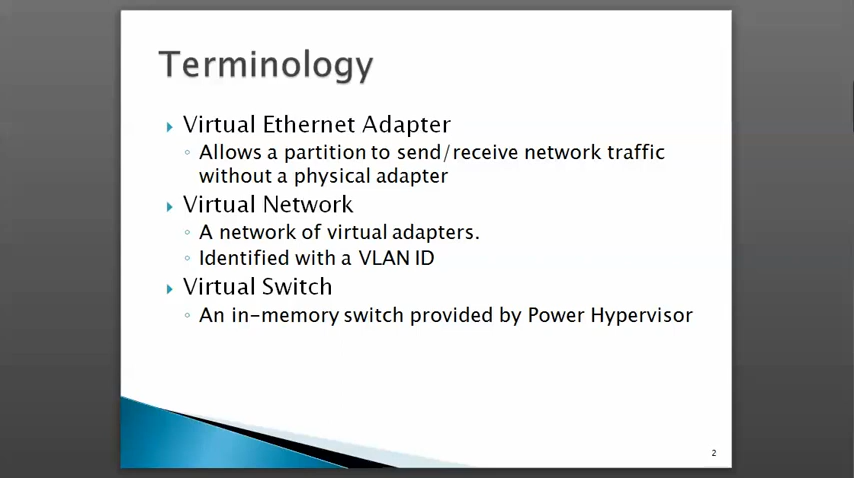 Terminology
Virtual Ethernet Adapter
Allows a partition to send/receive network traffic
without a physical adapter
Virtual Network
A network of virtual adapters.
Identified with a VLAN ID
Virtual Switch
An in-memory switch provided by Power Hypervisor
2